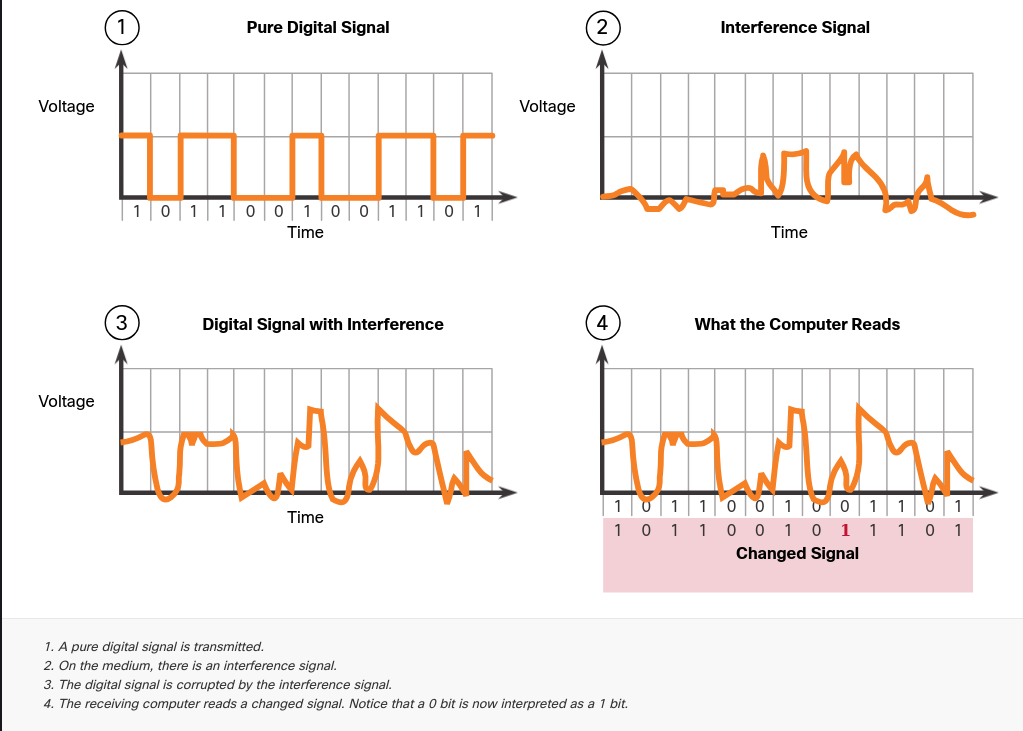 1 Pure Digital Signal
Voltage
1 0 1 1 0 0 1 0 0 1 1 0 1
Time
2 Interference Signal
Voltage
Time
3 Digital Signal with Interference
Voltage
Time
4 What the Computer Reads
1 0 1 1 0 0 1 0 0 1 1 0 1
1 0 1 1 0 0 1 0 1 1 1 0 1
Changed Signal
1. A pure digital signal is transmitted.
2. On the medium, there is an interference signal.
3. The digital signal is corrupted by the interference signal.
4. The receiving computer reads a changed signal. Notice that a 0 bit is now interpreted as a 1 bit.